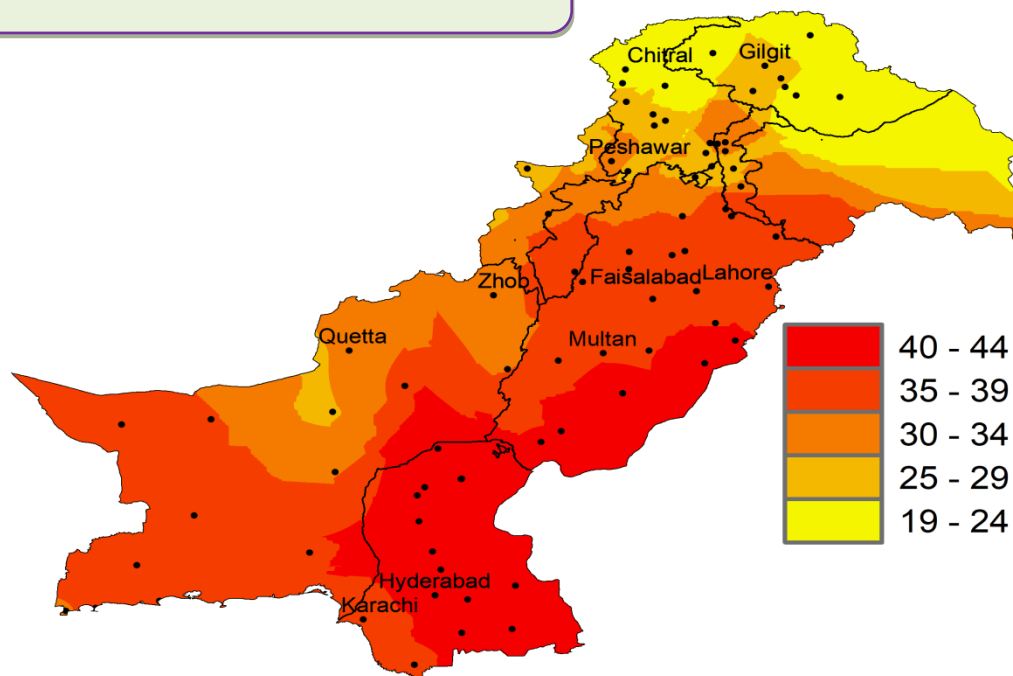 Chitral
Gilgit
Peshawar
Zhob
Faisalabad
Lahore
Quetta
Multan
Hyderabad
Karachi
40 - 44
35 - 39
30 - 34
25 - 29
19 - 24